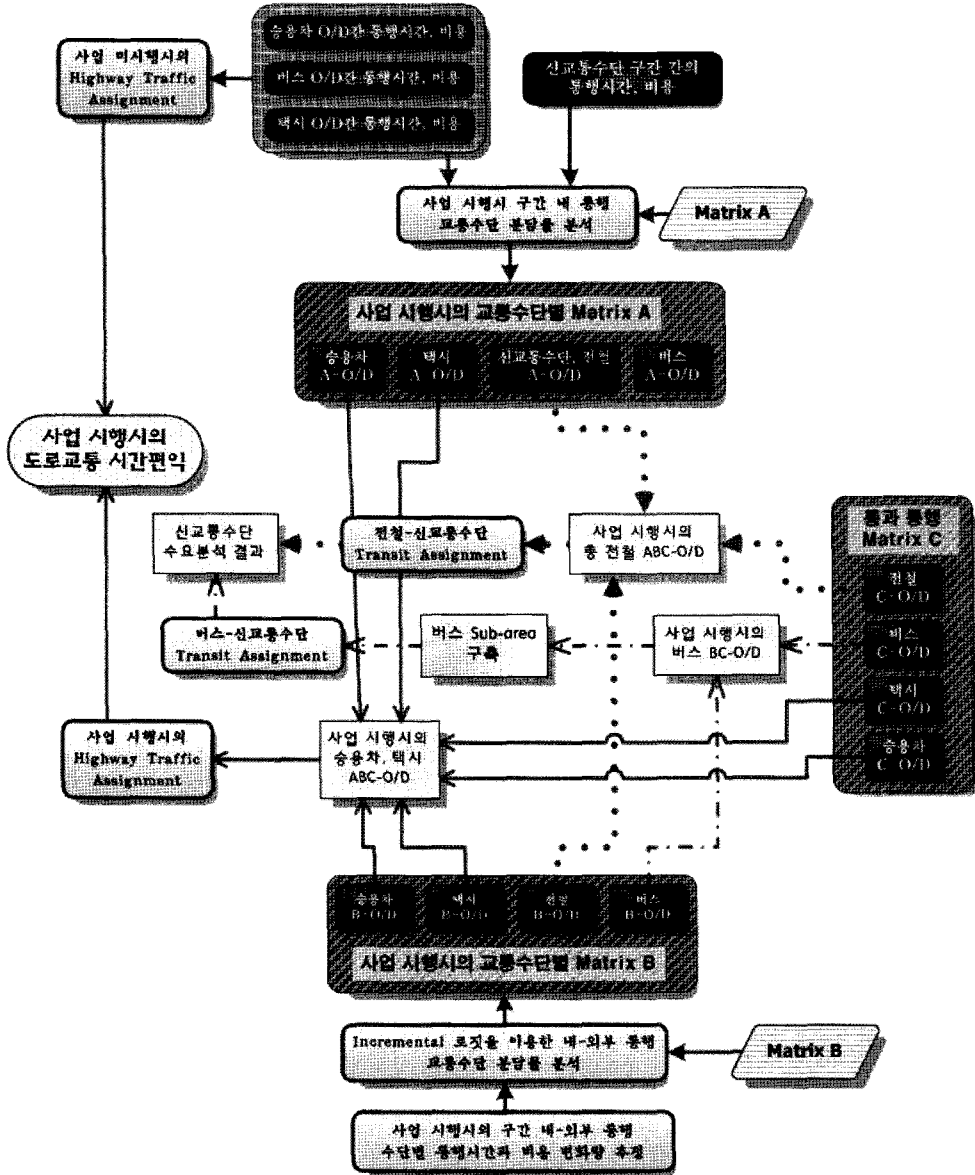 승용차 O/D간 통행시간, 비용
버스 O/D간 통행시간, 비용
택시 O/D간 통행시간, 비용
사업 미시행시의
Highway Traffic
Assignment
신교통수단 구간 간의
통행시간, 비용
사업 시행시 구간 내 통행
교통수단 분담율 분석
Matrix A
사업 시행시의 교통수단별 Matrix A
승용차
A-O/D
택시
A-O/D
신교통수단, 전철
A-O/D
버스
A-O/D
사업 시행시의
도로교통 시간편익
신교통수단
수요분석 결과
전철-신교통수단
Transit Assignment
사업 시행시의
총 전철 ABC-O/D
통과 통행
Matrix C
전철
C-O/D
버스
C-O/D
택시
C-O/D
승용차
C-O/D
버스-신교통수단
Transit Assignment
버스 Sub-area
구축
사업 시행시의
버스 BC-O/D
사업 시행시의
Highway Traffic
Assignment
사업 시행시의
승용차, 택시
ABC-O/D
승용차
B-O/D
택시
B-O/D
전철
B-O/D
버스
B-O/D
사업 시행시의 교통수단별 Matrix B
Incremental 로짓을 이용한 내-외부 통행
교통수단 분담율 분석
Matrix B
사업 시행시의 구간 내-외부 통행
수단별 통행시간과 비용 변화량 추정